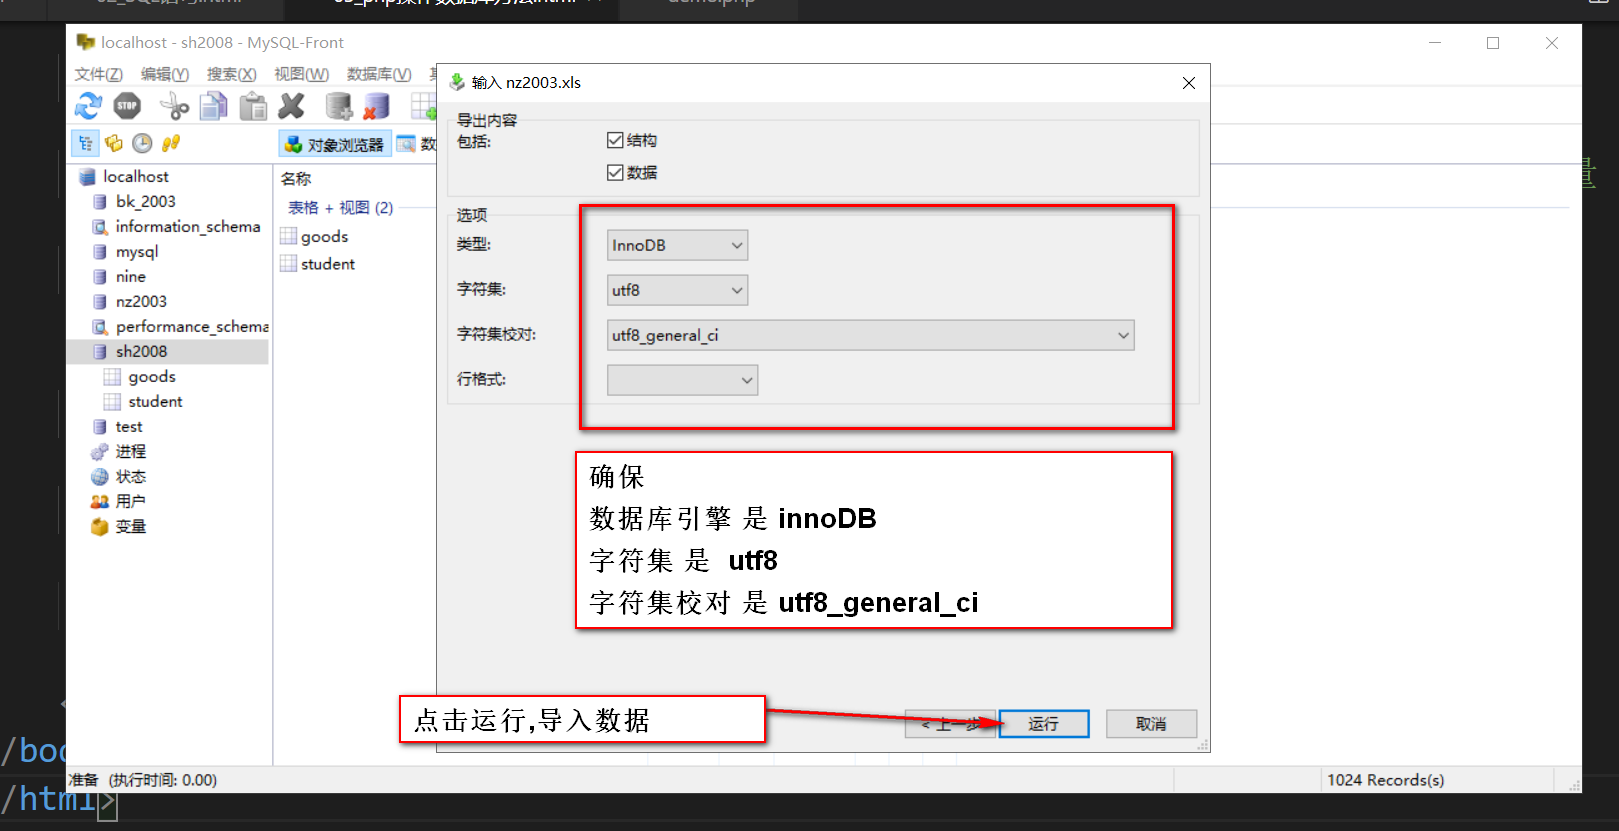 localhost - sh2008 - MySQL-Front
文件(Z) 编辑(Y) 搜索(X) 视图(W) 数据库(V)
STOP
对象浏览器 数
localhost
bk_2003
information_schema
mysql
nine
nz2003
performance_schema
sh2008
goods
student
test
进程
状态
用户
变量
名称
表格 + 视图 (2)
goods
student
输入 nz2003.xls
导出内容
包括:
结构
数据
选项
类型: InnoDB
字符集: utf8
字符集校对: utf8_general_ci
行格式:
确保
数据库引擎 是 innoDB
字符集 是 utf8
字符集校对 是 utf8_general_ci
点击运行,导入数据
< 上一步 运行 取消
准备 (执行时间: 0.00) 1024 Records(s)
量
/html>